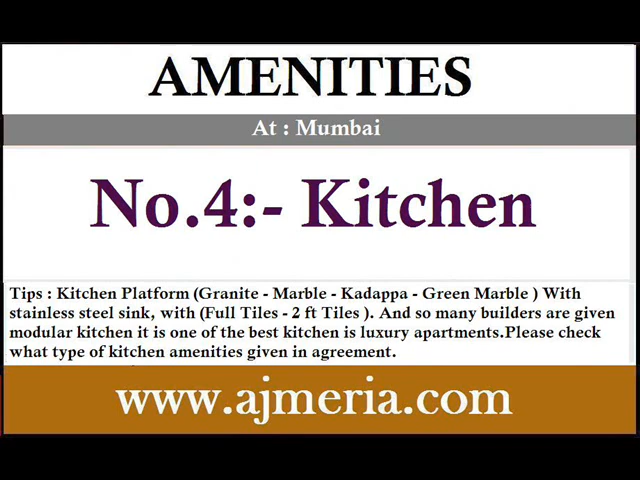 AMENITIES
At : Mumbai
No.4:- Kitchen
Tips : Kitchen Platform (Granite - Marble - Kadappa - Green Marble ) With
stainless steel sink, with (Full Tiles - 2 ft Tiles ). And so many builders are given
modular kitchen it is one of the best kitchen is luxury apartments.Please check
what type of kitchen amenities given in agreement.
www.ajmeria.com